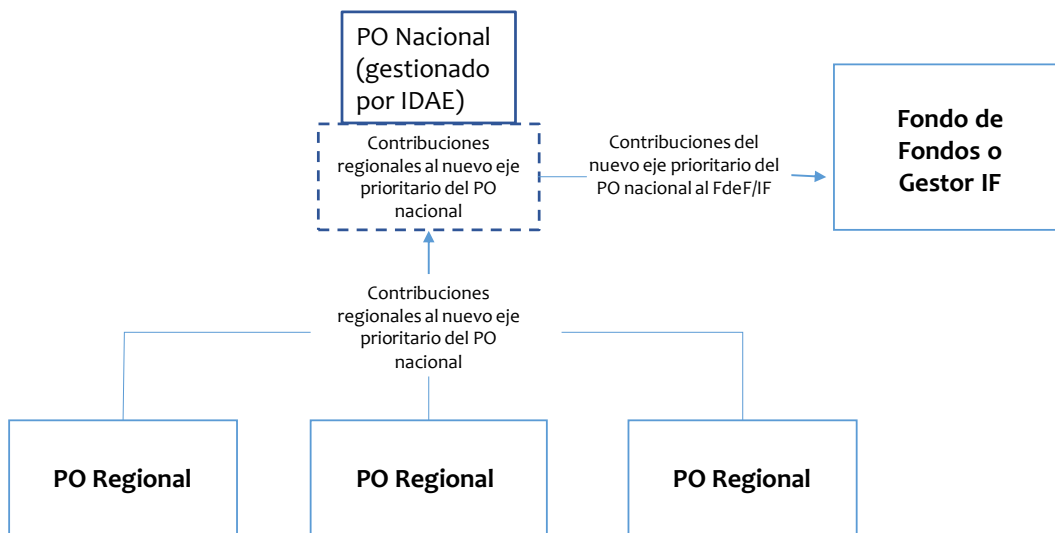 PO Nacional
(gestionado
por IDAE)
Contribuciones
regionales al nuevo eje
prioritario del PO
nacional
Contribuciones del
nuevo eje prioritario del
PO nacional al FdeF/IF
Fondo de
Fondos o
Gestor IF
Contribuciones
regionales al nuevo eje
prioritario del PO
nacional
PO Regional
PO Regional
PO Regional